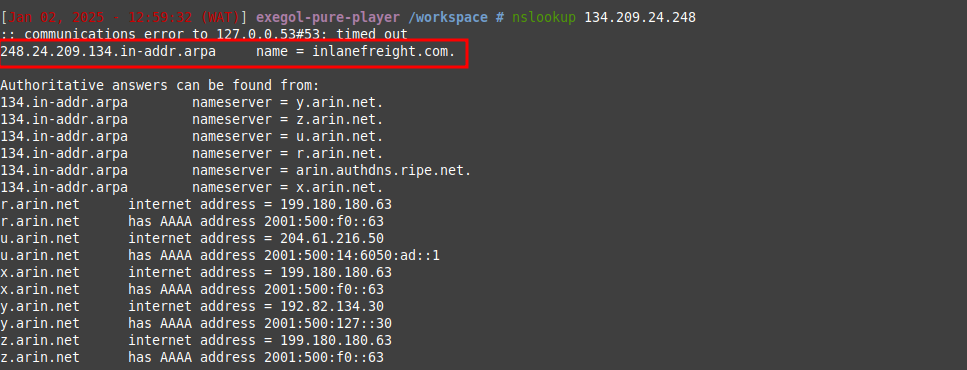 [Jan 02, 2025 - 12:59:32 (WAT)] exegol-pure-player /workspace # nslookup 134.209.24.248
;; communications error to 127.0.0.53#53: timed out
248.24.209.134.in-addr.arpa     name = inlanefreight.com.
Authoritative answers can be found from:
134.in-addr.arpa        nameserver = y.arin.net.
134.in-addr.arpa        nameserver = z.arin.net.
134.in-addr.arpa        nameserver = u.arin.net.
134.in-addr.arpa        nameserver = r.arin.net.
134.in-addr.arpa        nameserver = arin.authdns.ripe.net.
134.in-addr.arpa        nameserver = x.arin.net.
r.arin.net      internet address = 199.180.180.63
r.arin.net      has AAAA address 2001:500:f0::63
u.arin.net      internet address = 204.61.216.50
u.arin.net      has AAAA address 2001:500:14:6050:ad::1
x.arin.net      internet address = 199.180.180.63
x.arin.net      has AAAA address 2001:500:f0::63
y.arin.net      internet address = 192.82.134.30
y.arin.net      has AAAA address 2001:500:127::30
z.arin.net      internet address = 199.180.180.63
z.arin.net      has AAAA address 2001:500:f0::63